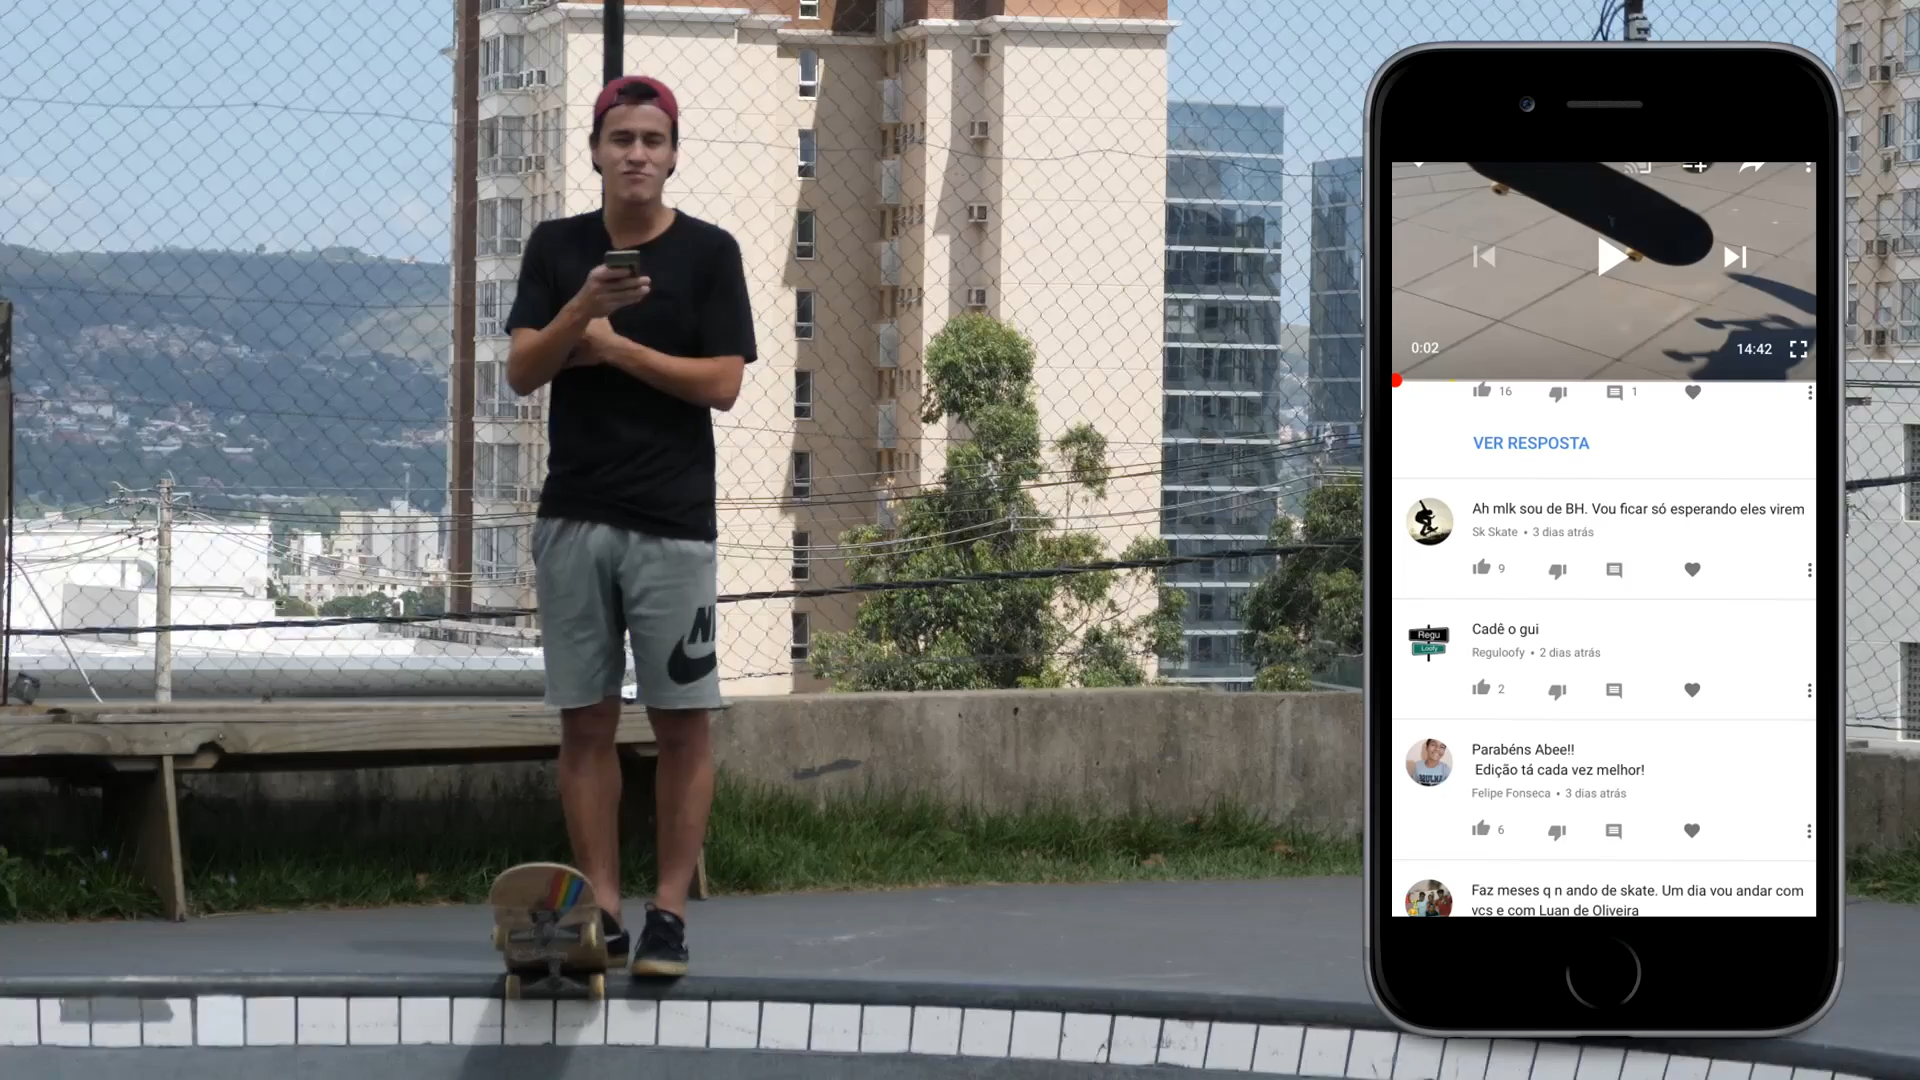 0:02
14:42
16
1
VER RESPOSTA
Ah mlk sou de BH. Vou ficar só esperando eles virem
Sk Skate • 3 dias atrás
9
Regu
Loofy
Cadê o gui
Reguloofy • 2 dias atrás
2
Parabéns Abee!!
Edição tá cada vez melhor!
Felipe Fonseca • 3 dias atrás
6
Faz meses q n ando de skate. Um dia vou andar com
vcs e com Luan de Oliveira